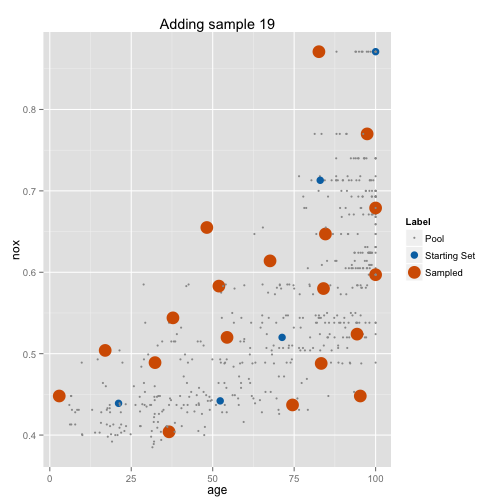 Adding sample 19
0.8
0.7
0.6
0.5
0.4
nox
0
25
50
75
100
age
Label
Pool
Starting Set
Sampled